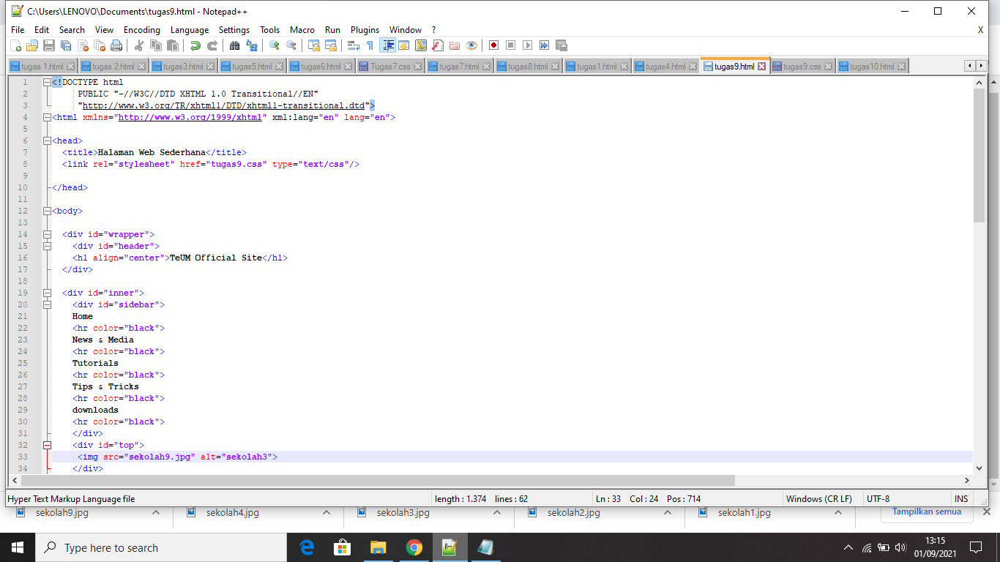 C:\Users\LENOVO\Documents\tugas9.html - Notepad++
File Edit Search View Encoding Language Settings Tools Macro Run Plugins Window ? X
tugas 1.html tugas 2.html tugas3.html tugas5.html tugas6.html Tugas7.css tugas7.html tugas8.html tugas1.html tugas4.html tugas9.html tugas9.css tugas10.html
1 <!DOCTYPE html
2 PUBLIC "-//W3C//DTD XHTML 1.0 Transitional//EN"
3 "http://www.w3.org/TR/xhtml1/DTD/xhtml1-transitional.dtd">
4 <html xmlns="http://www.w3.org/1999/xhtml" xml:lang="en" lang="en">
5
6 <head>
7 <title>Halaman Web Sederhana</title>
8 <link rel="stylesheet" href="tugas9.css" type="text/css"/>
9
10 </head>
11
12 <body>
13
14 <div id="wrapper">
15 <div id="header">
16 <h1 align="center">TeUM Official Site</h1>
17 </div>
18
19 <div id="inner">
20 <div id="sidebar">
21 Home
22 <hr color="black">
23 News & Media
24 <hr color="black">
25 Tutorials
26 <hr color="black">
27 Tips & Tricks
28 <hr color="black">
29 downloads
30 <hr color="black">
31 </div>
32 <div id="top">
33 <img src="sekolah9.jpg" alt="sekolah3">
34 </div>
Hyper Text Markup Language file length : 1.374 lines : 62 Ln : 33 Col : 24 Pos : 714 Windows (CR LF) UTF-8 INS
sekolah9.jpg sekolah4.jpg sekolah3.jpg sekolah2.jpg sekolah1.jpg Tampilkan semua
Type here to search
13:15
01/09/2021